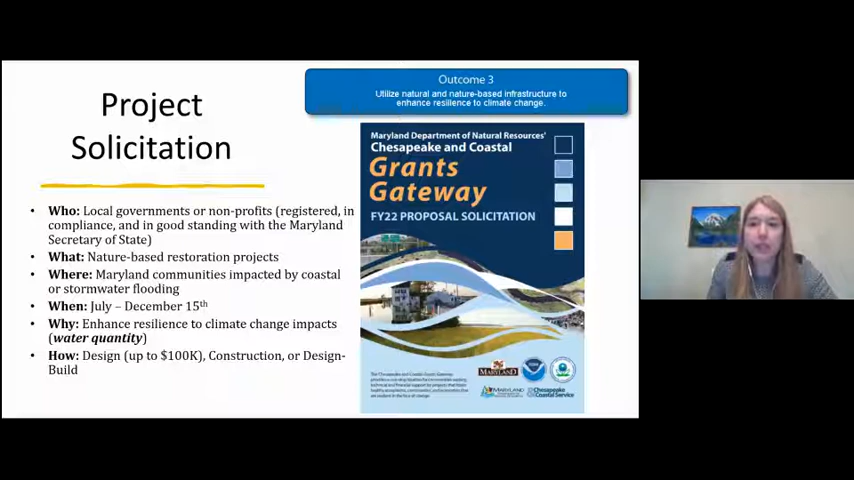 Project
Solicitation
• Who: Local governments or non-profits (registered, in
compliance, and in good standing with the Maryland
Secretary of State)
• What: Nature-based restoration projects
• Where: Maryland communities impacted by coastal
or stormwater flooding
• When: July – December 15th
• Why: Enhance resilience to climate change impacts
(water quantity)
• How: Design (up to $100K), Construction, or Design-
Build
Outcome 3
Utilize natural and nature-based infrastructure to
enhance resilience to climate change.
Maryland Department of Natural Resources'
Chesapeake and Coastal
Grants
Gateway
FY22 PROPOSAL SOLICITATION
MARYLAND
MARYLAND
Chesapeake
Coastal Service